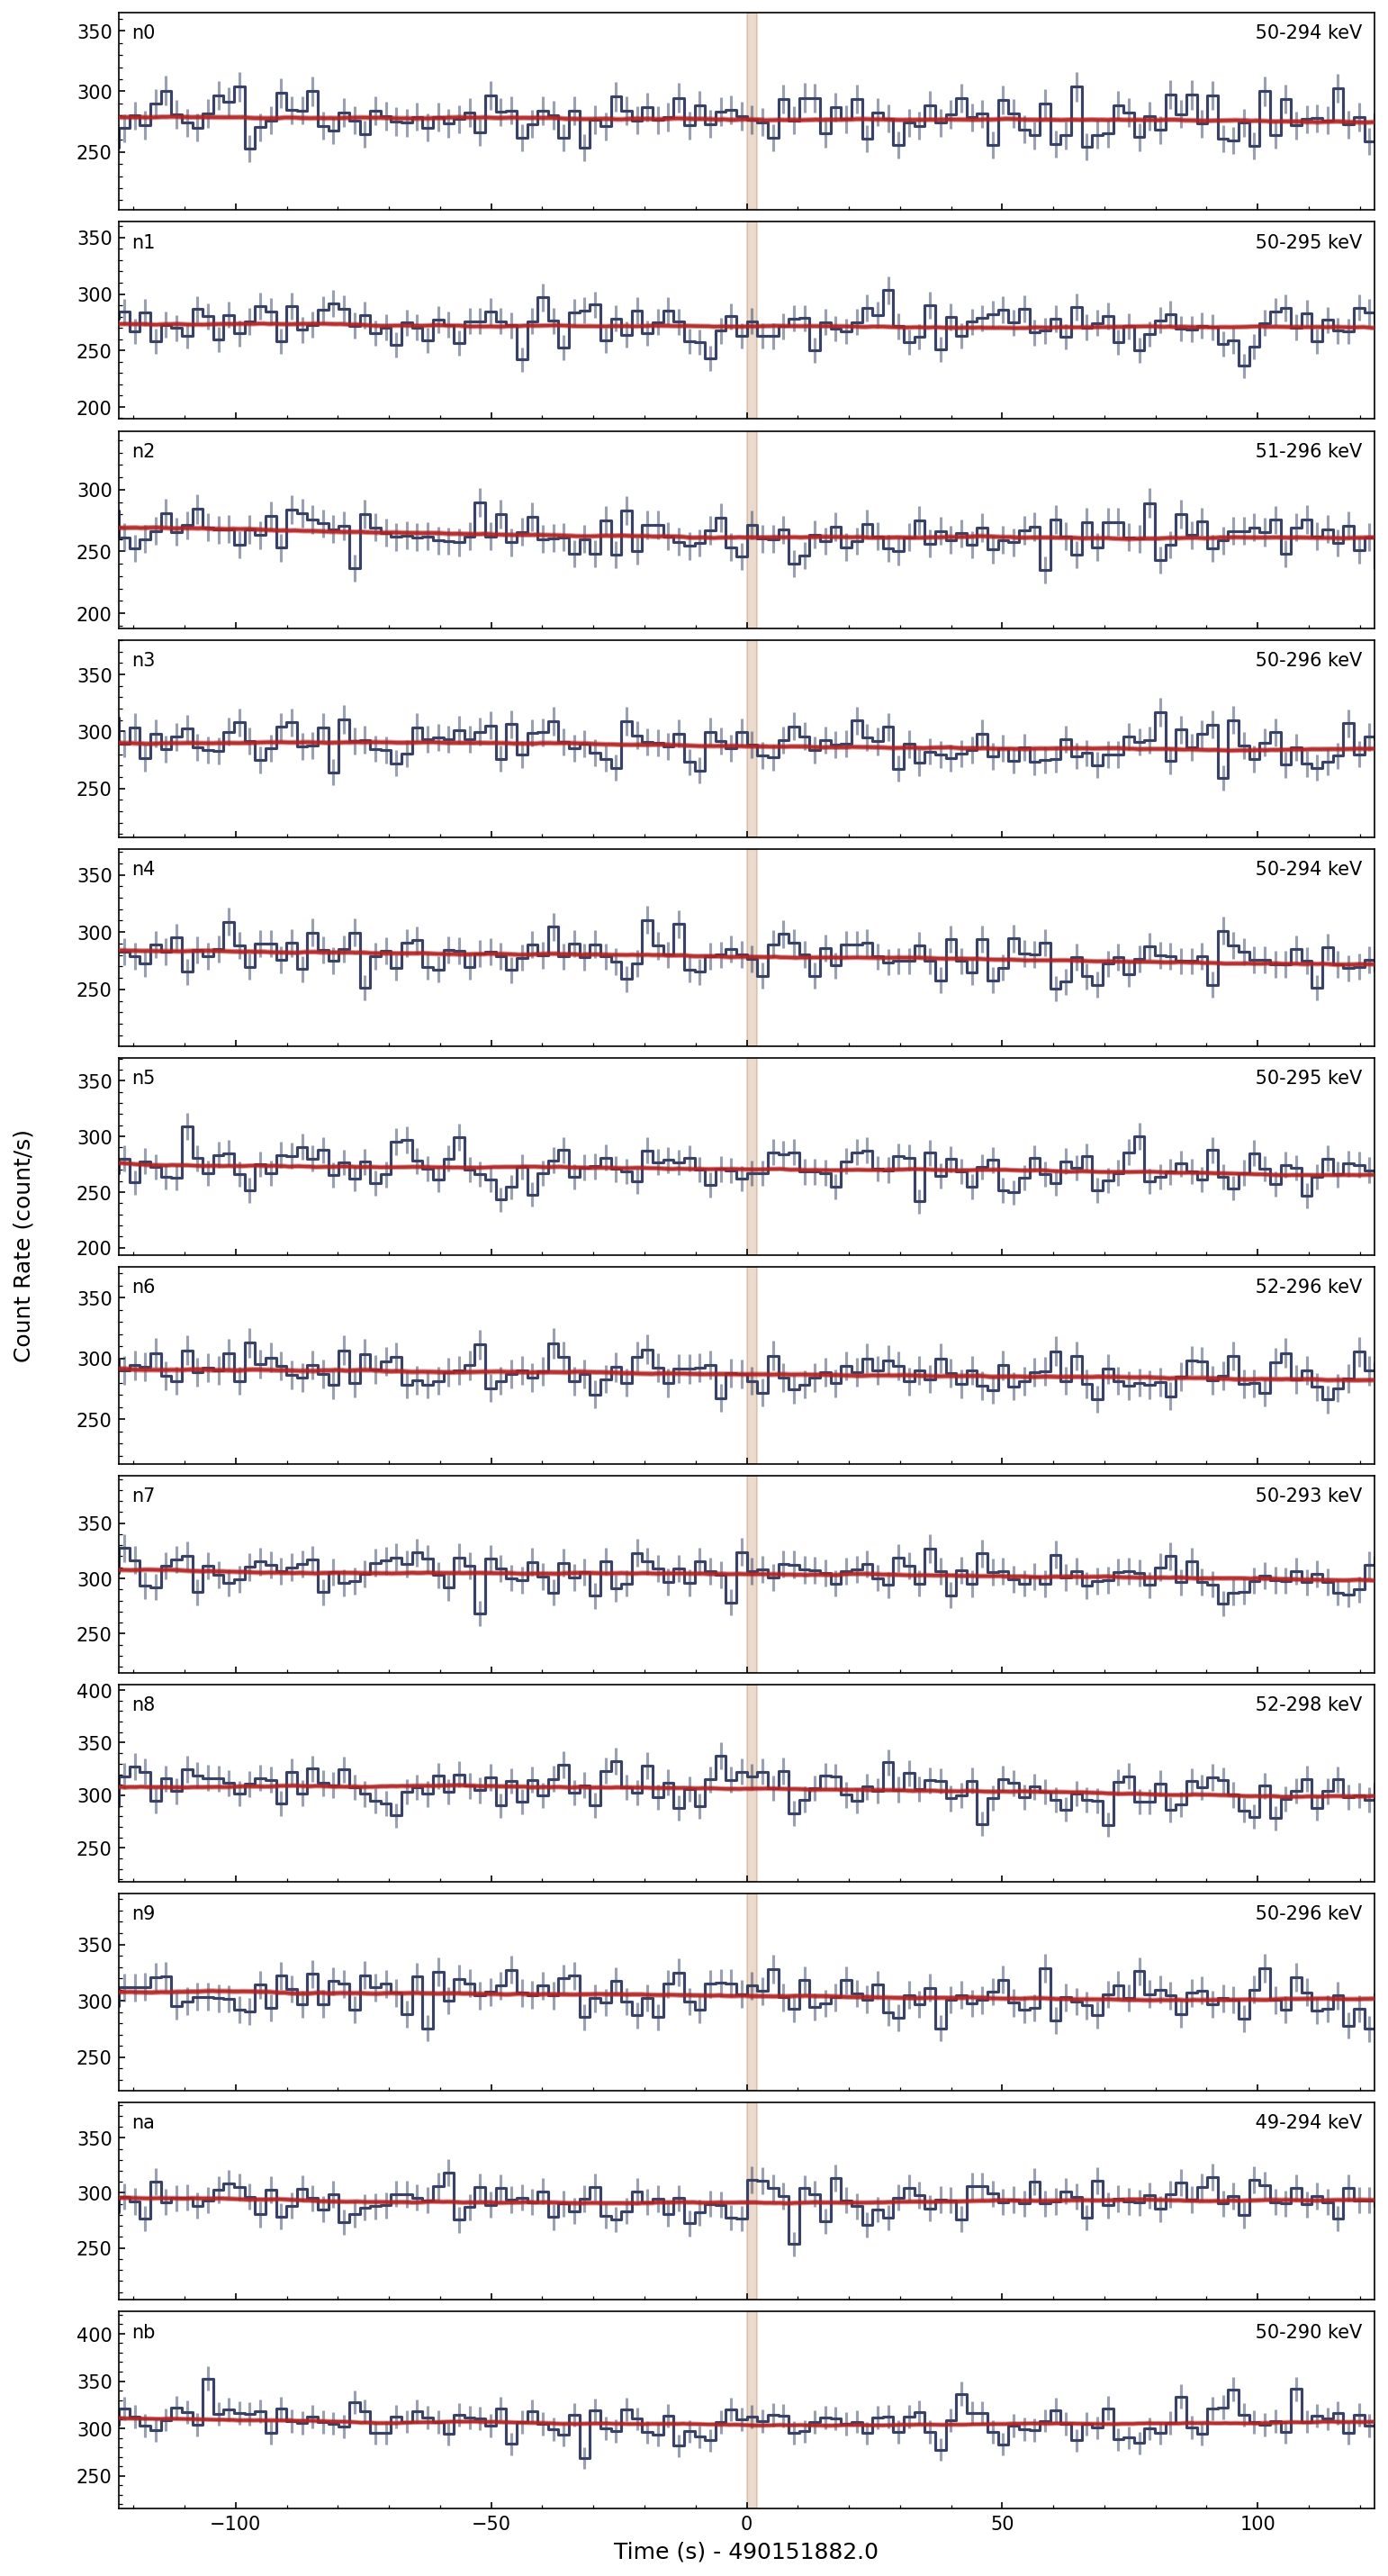 n0 50-294 keV
350
300
250
n1 50-295 keV
350
300
250
200
n2 51-296 keV
300
250
200
n3 50-296 keV
350
300
250
n4 50-294 keV
350
300
250
n5 50-295 keV
350
300
250
200
n6 52-296 keV
350
300
250
n7 50-293 keV
350
300
250
n8 52-298 keV
400
350
300
250
n9 50-296 keV
350
300
250
na 49-294 keV
350
300
250
nb 50-290 keV
400
350
300
250
−100 −50 0 50 100
Time (s) - 490151882.0
Count Rate (count/s)